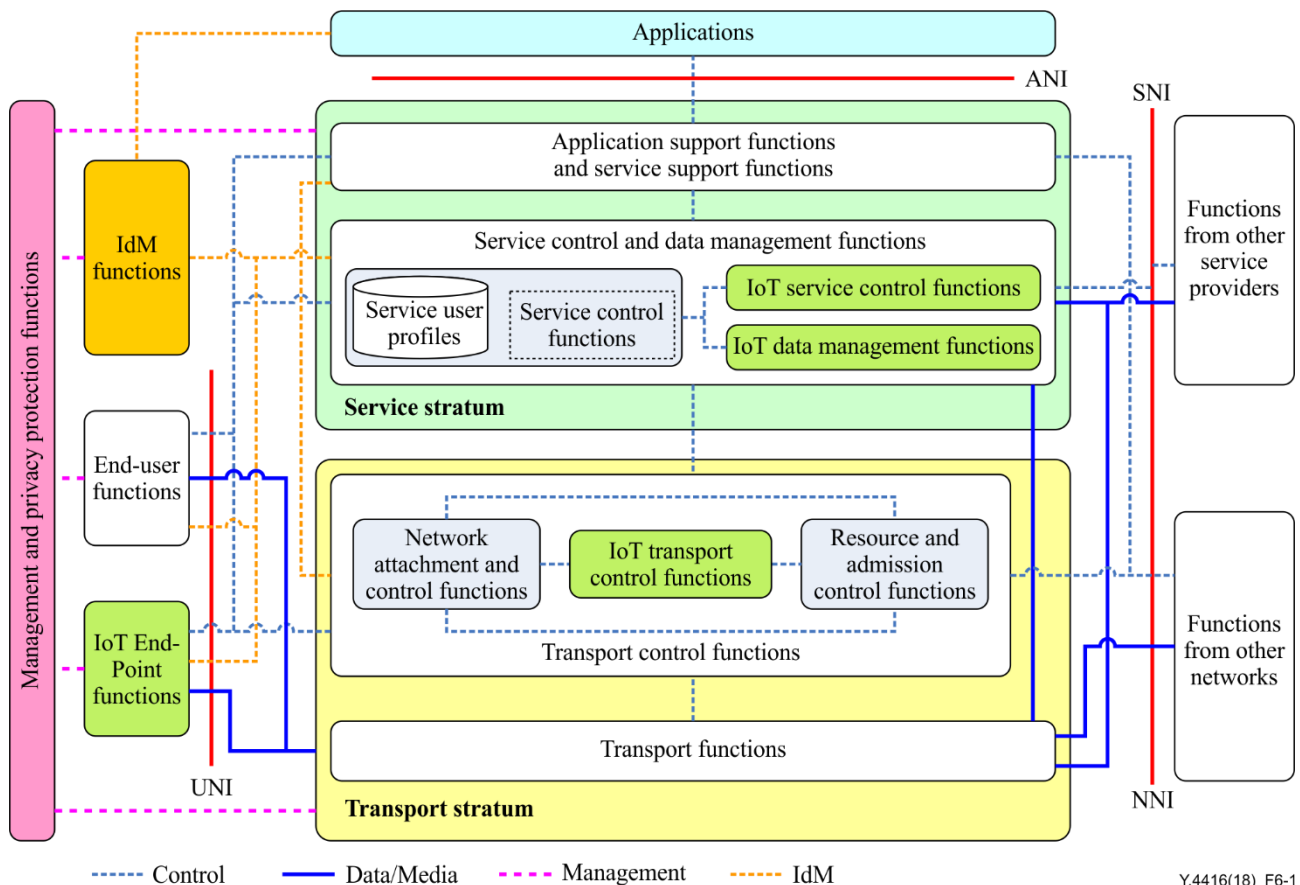 Applications
ANI
SNI
Application support functions
and service support functions
Management and privacy protection functions
IdM
functions
Functions
from other
service
providers
Service control and data management functions
Service user
profiles
Service control
functions
IoT service control functions
IoT data management functions
Service stratum
End-user
functions
Network
attachment and
control functions
IoT transport
control functions
Resource and
admission
control functions
Transport control functions
IoT End-
Point
functions
Functions
from other
networks
Transport functions
UNI
NNI
Transport stratum
Control
Data/Media
Management
IdM
Y.4416(18)_F6-1